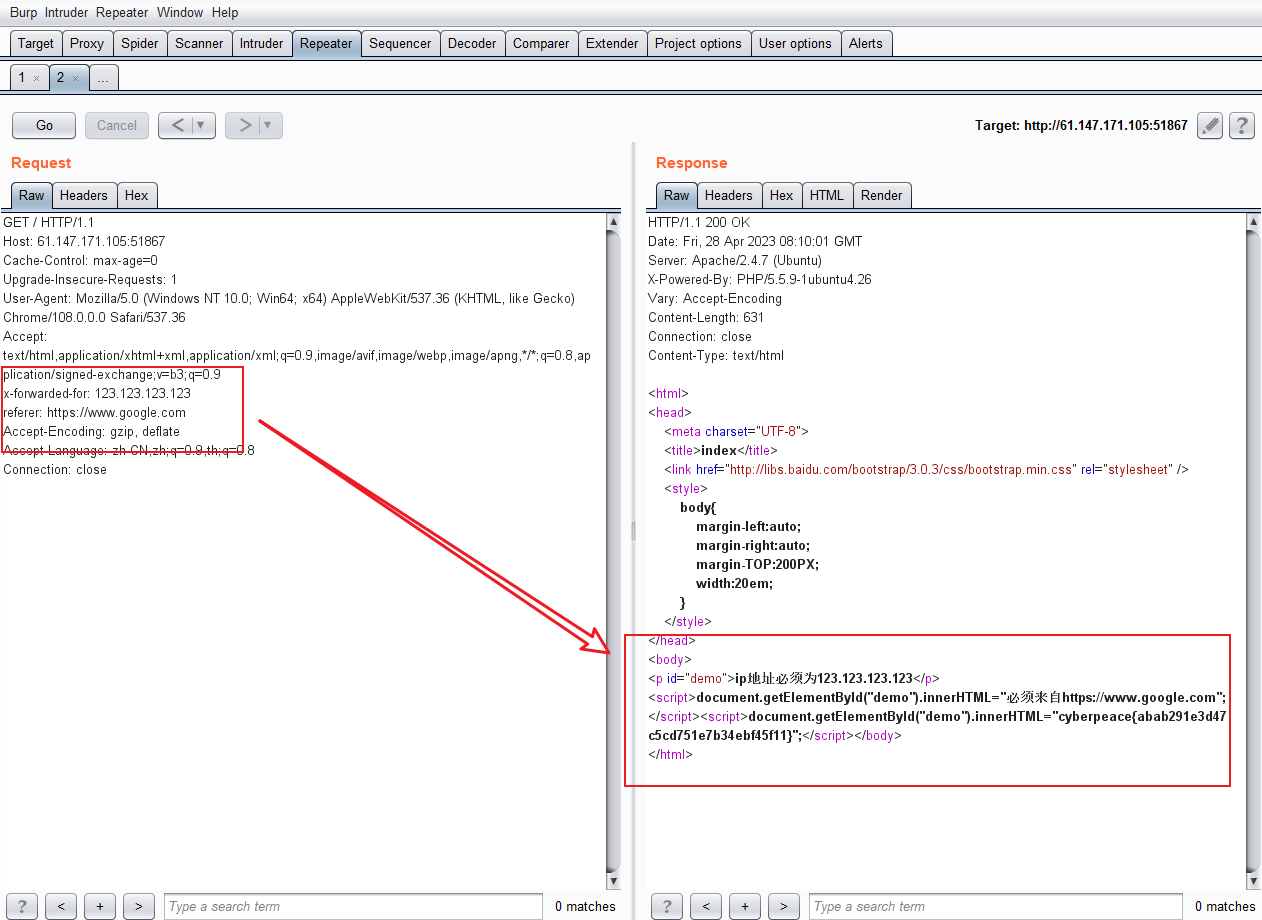 Burp Intruder Repeater Window Help
Target Proxy Spider Scanner Intruder Repeater Sequencer Decoder Comparer Extender Project options User options Alerts
1 × 2 × ...
Go Cancel < ▼ > ▼ Target: http://61.147.171.105:51867 ?
Request
Raw Headers Hex
GET / HTTP/1.1
Host: 61.147.171.105:51867
Cache-Control: max-age=0
Upgrade-Insecure-Requests: 1
User-Agent: Mozilla/5.0 (Windows NT 10.0; Win64; x64) AppleWebKit/537.36 (KHTML, like Gecko)
Chrome/108.0.0.0 Safari/537.36
Accept:
text/html,application/xhtml+xml,application/xml;q=0.9,image/avif,image/webp,image/apng,*/*;q=0.8,ap
plication/signed-exchange;v=b3;q=0.9
x-forwarded-for: 123.123.123.123
referer: https://www.google.com
Accept-Encoding: gzip, deflate
Accept-Language: zh-CN,zh;q=0.9,th;q=0.8
Connection: close
? < + > Type a search term 0 matches
Response
Raw Headers Hex HTML Render
HTTP/1.1 200 OK
Date: Fri, 28 Apr 2023 08:10:01 GMT
Server: Apache/2.4.7 (Ubuntu)
X-Powered-By: PHP/5.5.9-1ubuntu4.26
Vary: Accept-Encoding
Content-Length: 631
Connection: close
Content-Type: text/html
<html>
<head>
<meta charset="UTF-8">
<title>index</title>
<link href="http://libs.baidu.com/bootstrap/3.0.3/css/bootstrap.min.css" rel="stylesheet" />
<style>
body{
margin-left:auto;
margin-right:auto;
margin-TOP:200PX;
width:20em;
}
</style>
</head>
<body>
<p id="demo">ip地址必须为123.123.123.123</p>
<script>document.getElementById("demo").innerHTML="必须来自https://www.google.com";
</script><script>document.getElementById("demo").innerHTML="cyberpeace{abab291e3d47
c5cd751e7b34ebf45f11}";</script></body>
</html>
? < + > Type a search term 0 matches